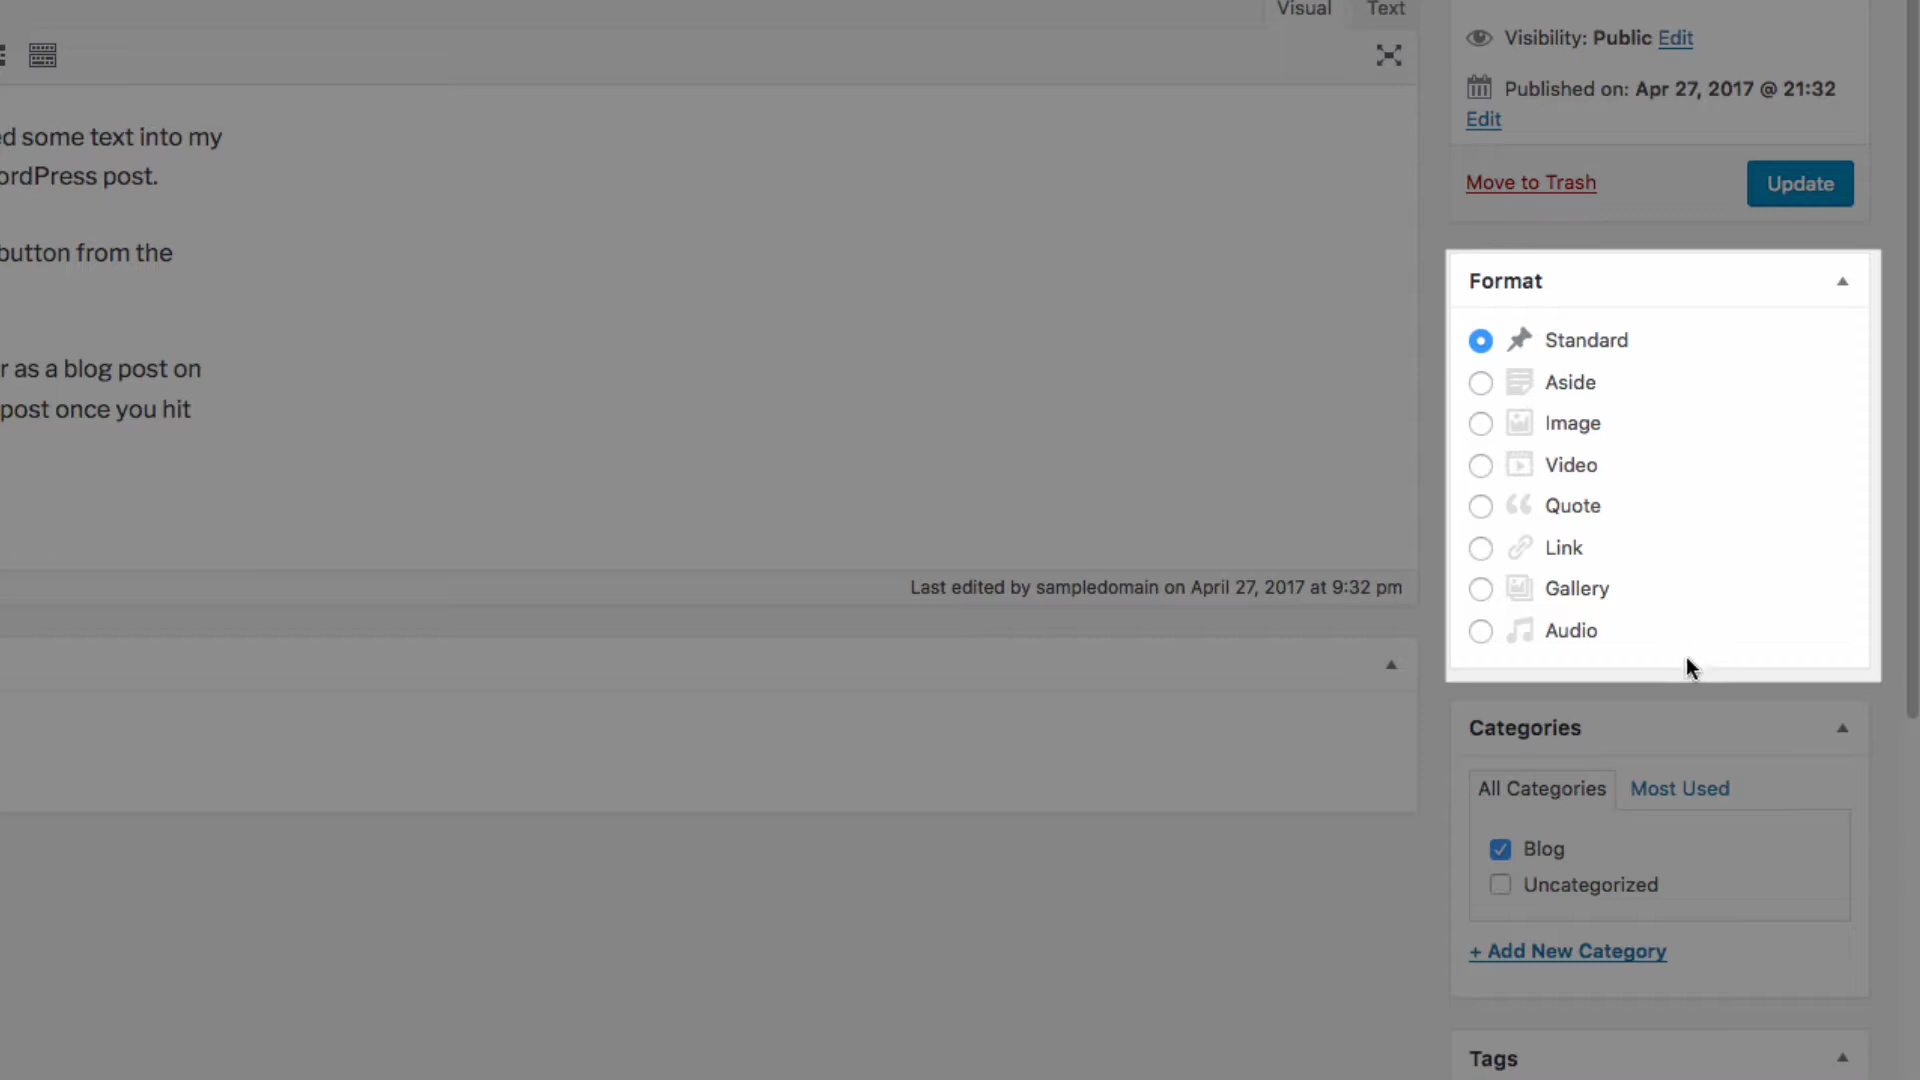 Visual Text
Visibility: Public Edit
Published on: Apr 27, 2017 @ 21:32
Edit
Move to Trash Update
ed some text into my
ordPress post.
button from the
r as a blog post on
post once you hit
Last edited by sampledomain on April 27, 2017 at 9:32 pm
Format
Standard
Aside
Image
Video
Quote
Link
Gallery
Audio
Categories
All Categories Most Used
Blog
Uncategorized
+ Add New Category
Tags